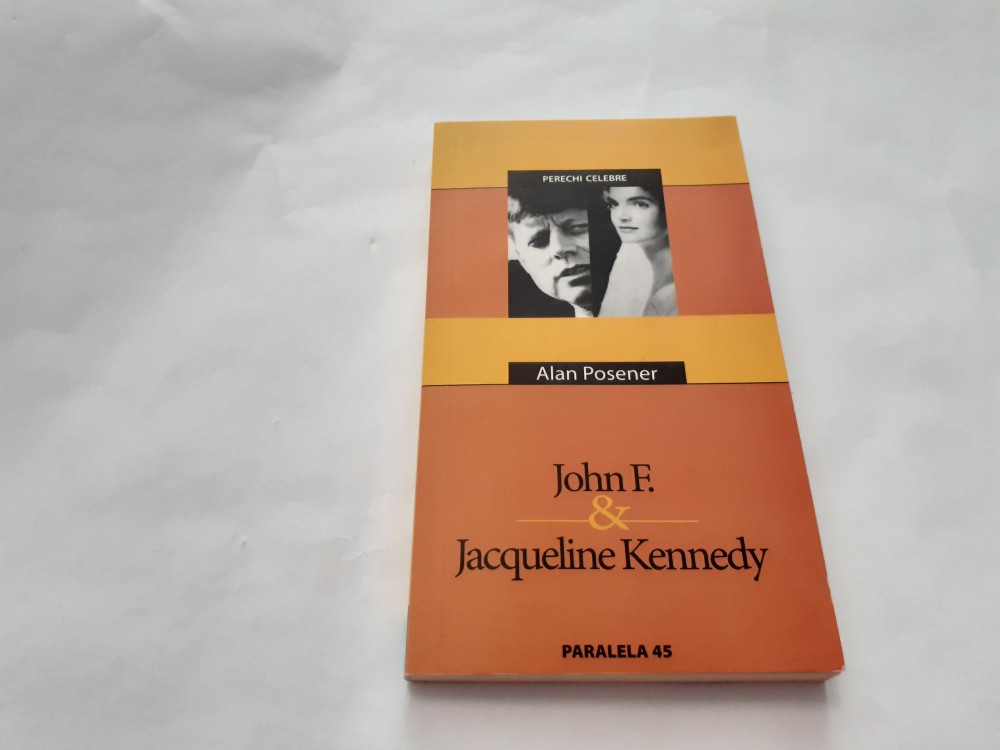 PERECHI CELEBRE
Alan Posener
John F.
&
Jacqueline Kennedy
PARALELA 45